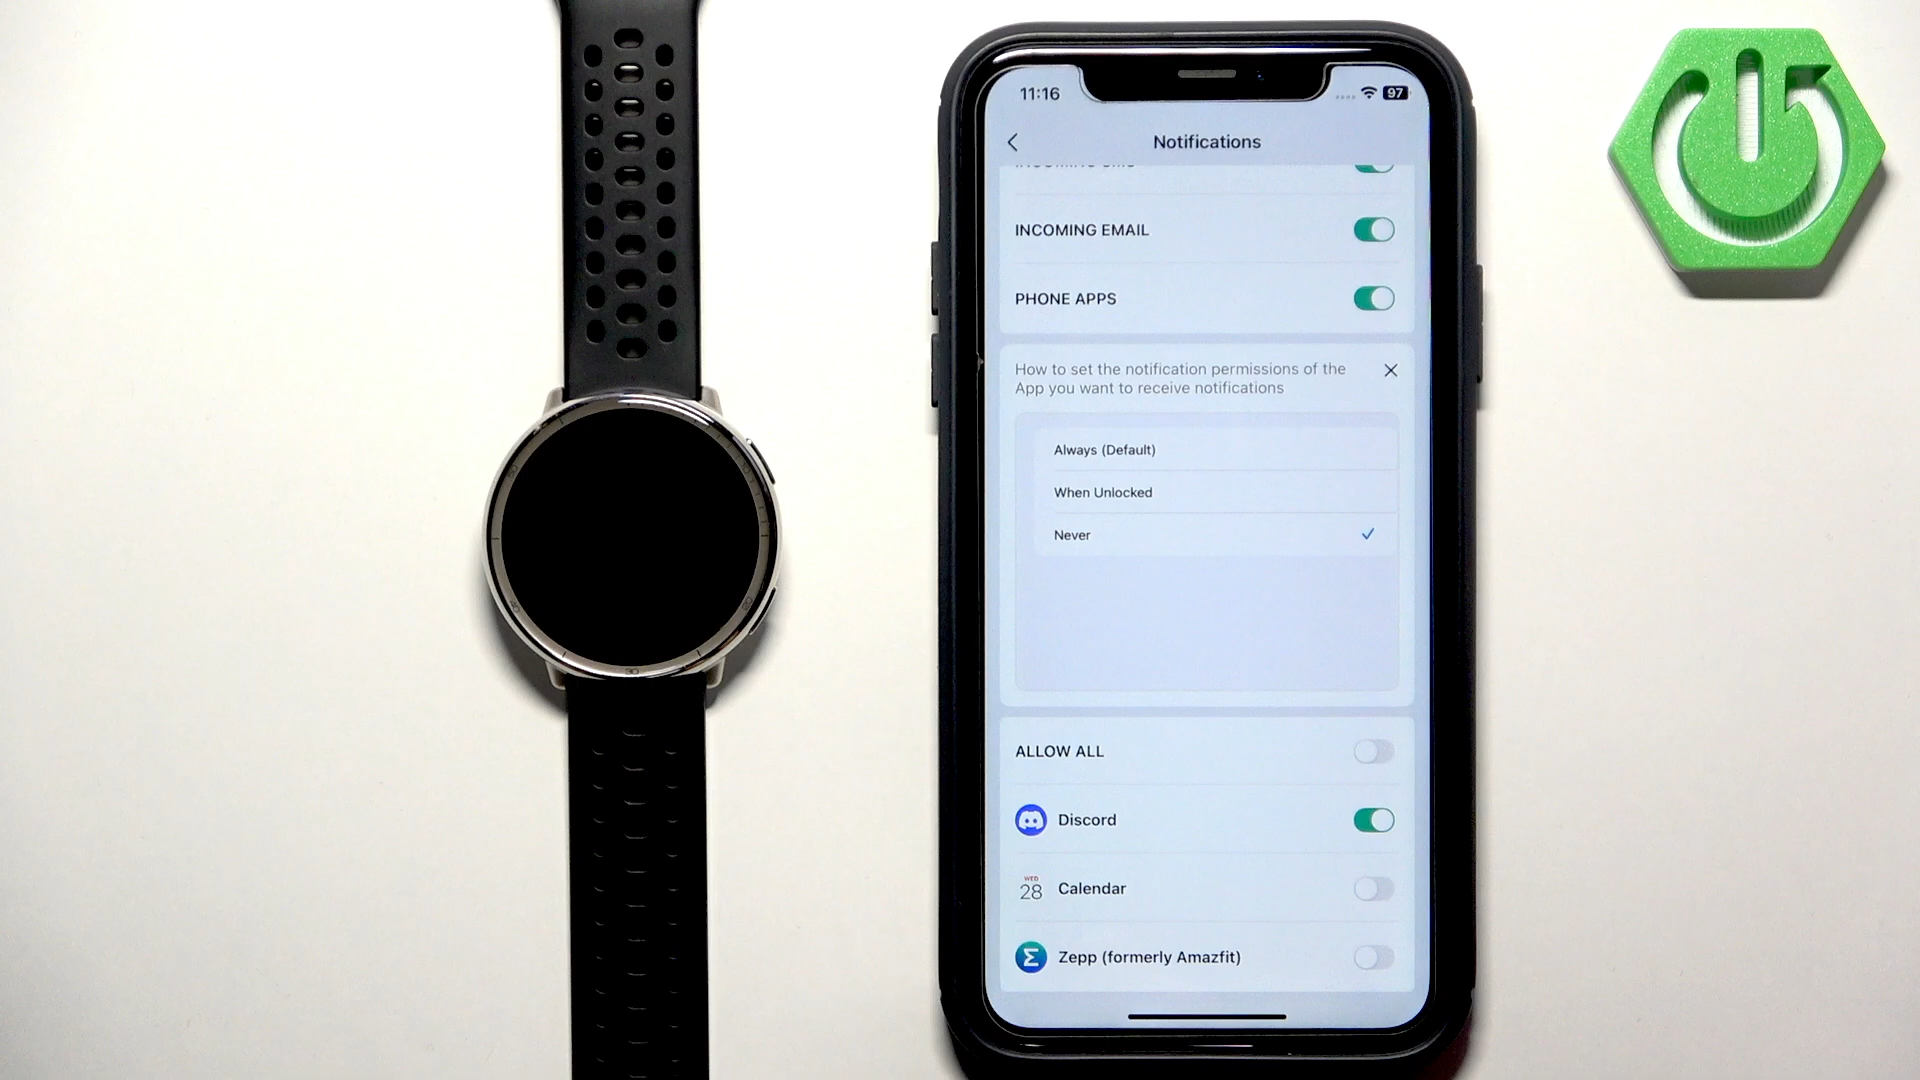 11:16
97
Notifications
INCOMING EMAIL
PHONE APPS
How to set the notification permissions of the
App you want to receive notifications
Always (Default)
When Unlocked
Never
ALLOW ALL
Discord
WED
28
Calendar
Zepp (formerly Amazfit)
30